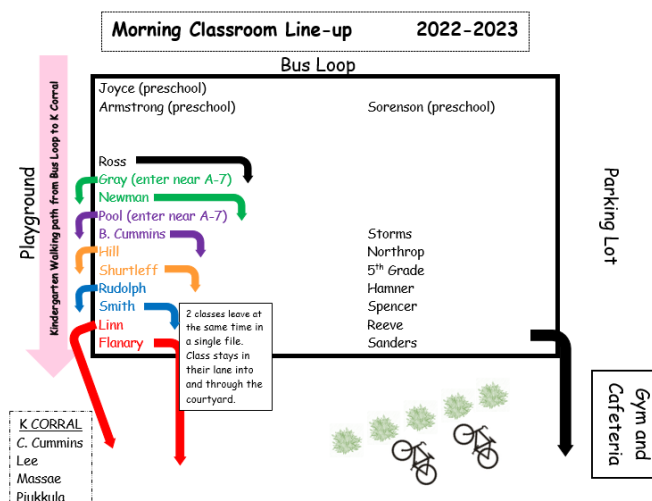 Morning Classroom Line-up 2022-2023
Bus Loop
Playground
Kindergarten Walking path from Bus Loop to K Corral
Joyce (preschool)
Armstrong (preschool)
Ross
Gray (enter near A-7)
Newman
Pool (enter near A-7)
B. Cummins
Hill
Shurtleff
Rudolph
Smith
Linn
Flanary
2 classes leave at
the same time in
a single file.
Class stays in
their lane into
and through the
courtyard.
Sorenson (preschool)
Storms
Northrop
5th Grade
Hamner
Spencer
Reeve
Sanders
Parking Lot
Gym and
Cafeteria
K CORRAL
C. Cummins
Lee
Massae
Piukkula